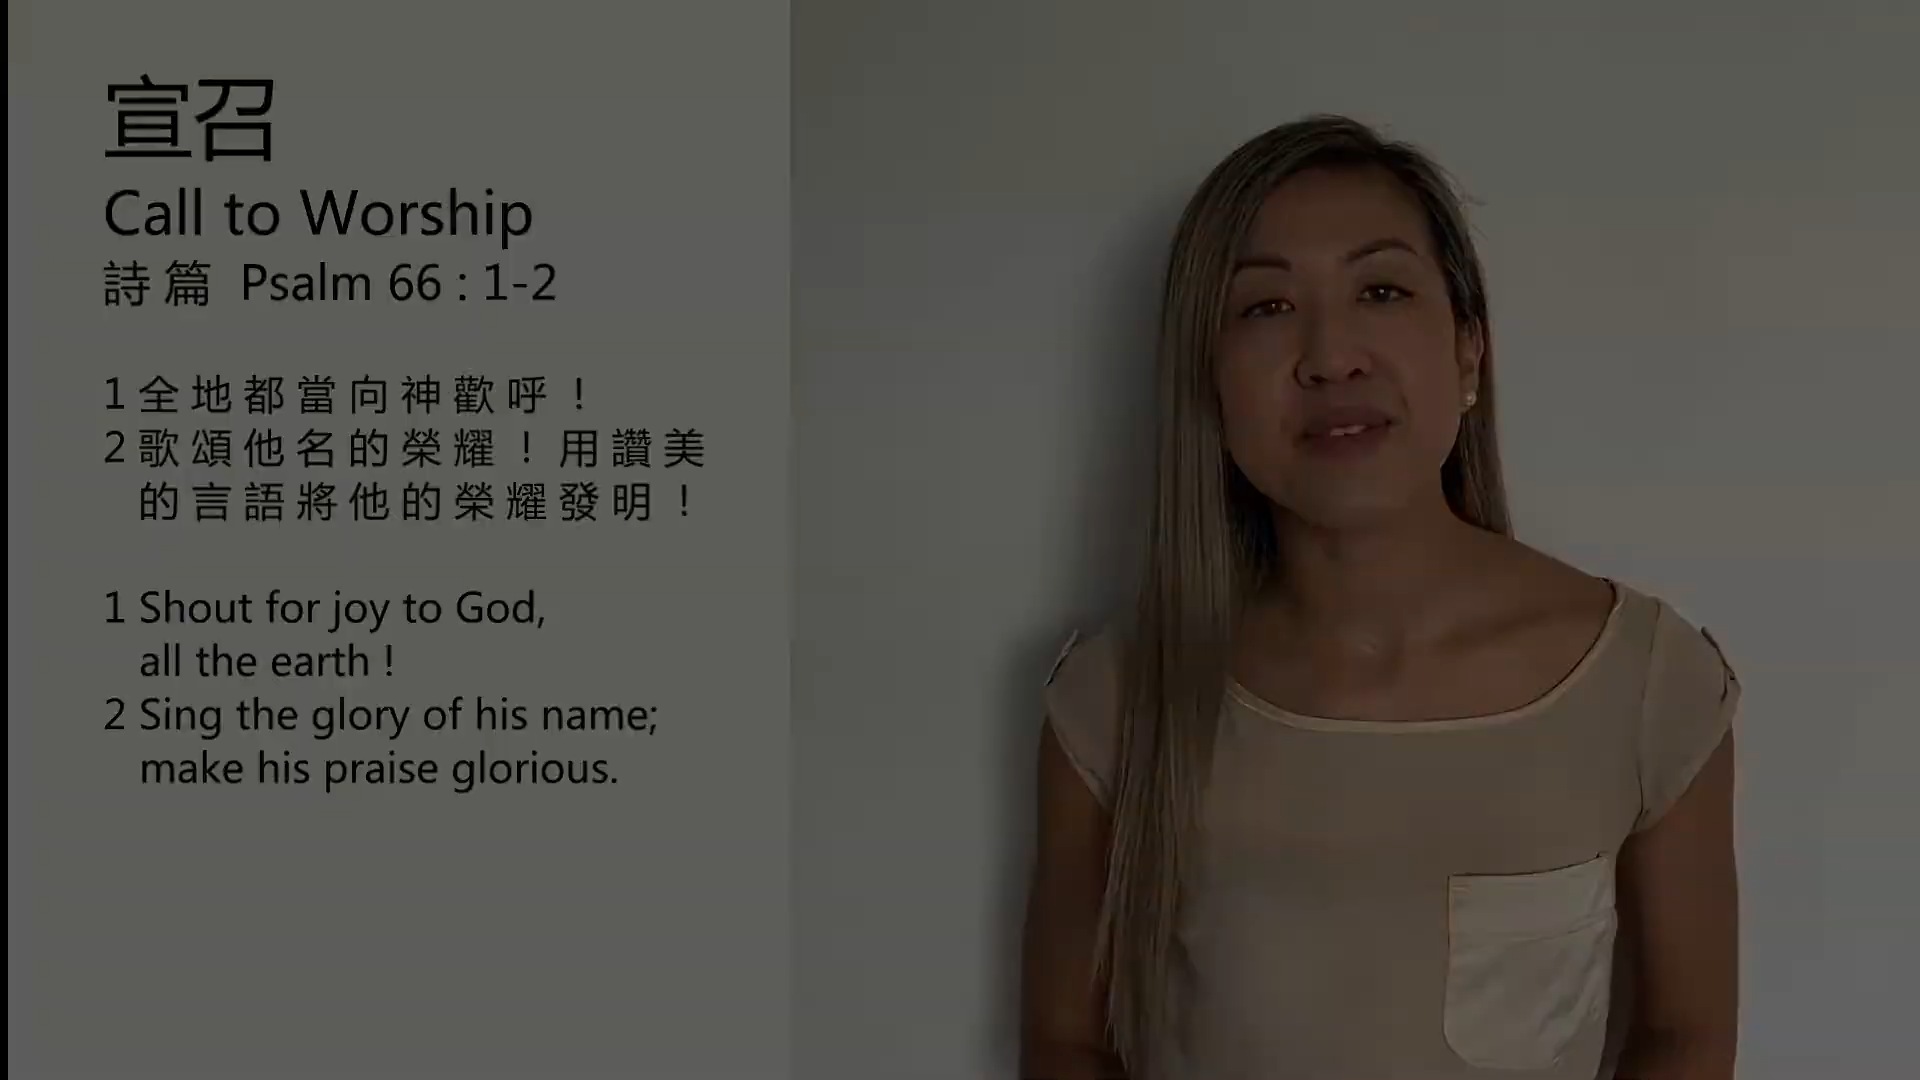 宣召
Call to Worship
詩篇 Psalm 66 : 1-2
1 全地都當向神歡呼！
2 歌頌他名的榮耀！用讚美
的言語將他的榮耀發明！
1 Shout for joy to God,
all the earth !
2 Sing the glory of his name;
make his praise glorious.